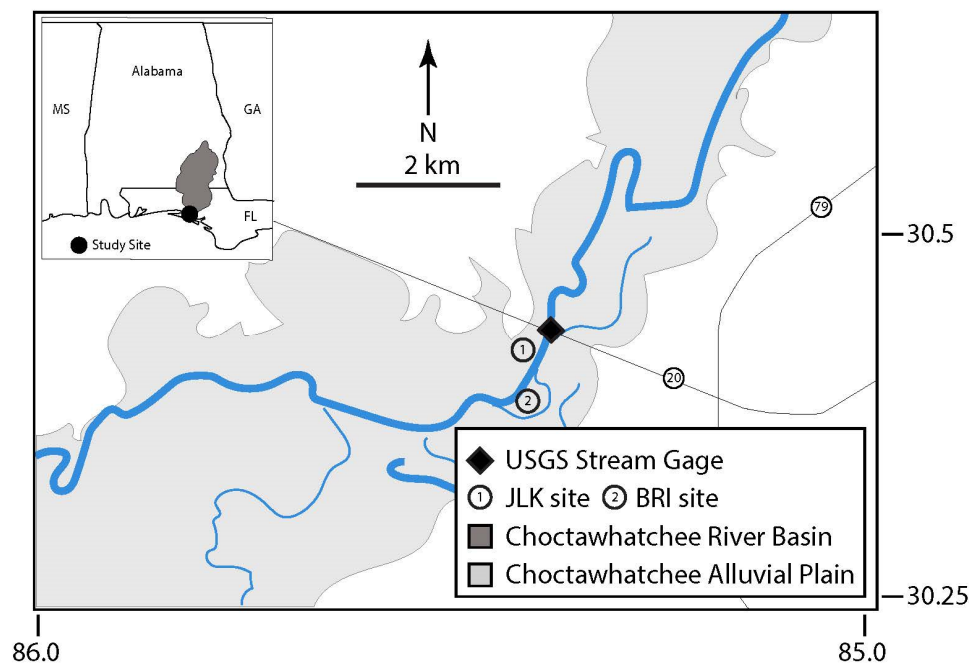 Alabama
MS
GA
FL
Study Site
N
2 km
79
30.5
1
20
2
USGS Stream Gage
1 JLK site 2 BRI site
Choctawhatchee River Basin
Choctawhatchee Alluvial Plain
30.25
86.0
85.0